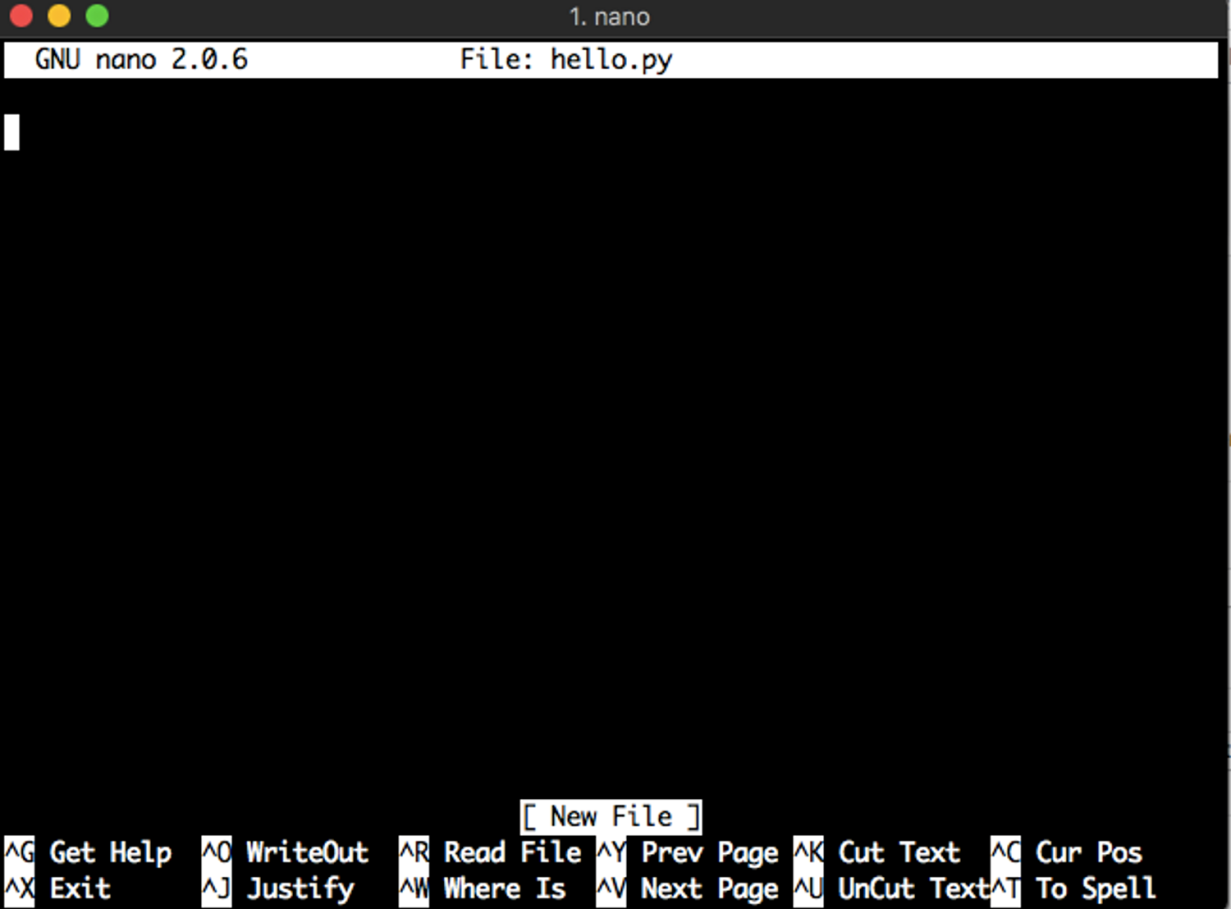 1. nano
GNU nano 2.0.6 File: hello.py
[ New File ]
^G Get Help ^O WriteOut ^R Read File ^Y Prev Page ^K Cut Text ^C Cur Pos
^X Exit ^J Justify ^W Where Is ^V Next Page ^U UnCut Text ^T To Spell